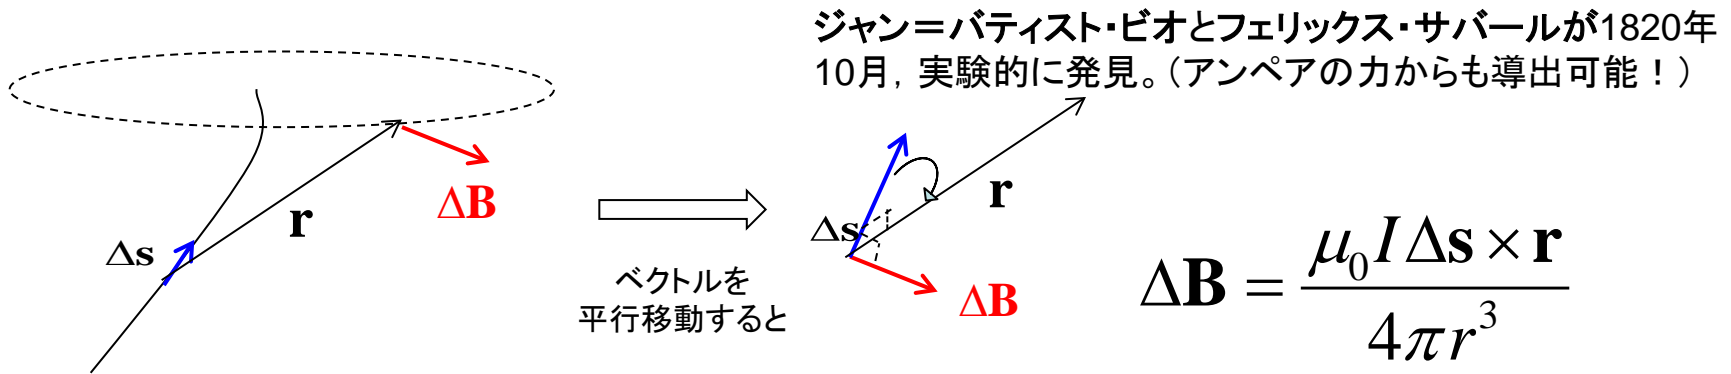 ジャン＝バティスト・ビオとフェリックス・サバールが1820年
10月，実験的に発見。（アンペアの力からも導出可能！）
Δs
r
ΔB
ベクトルを
平行移動すると
Δs
r
ΔB
ΔB = μ₀IΔs × r / 4πr³